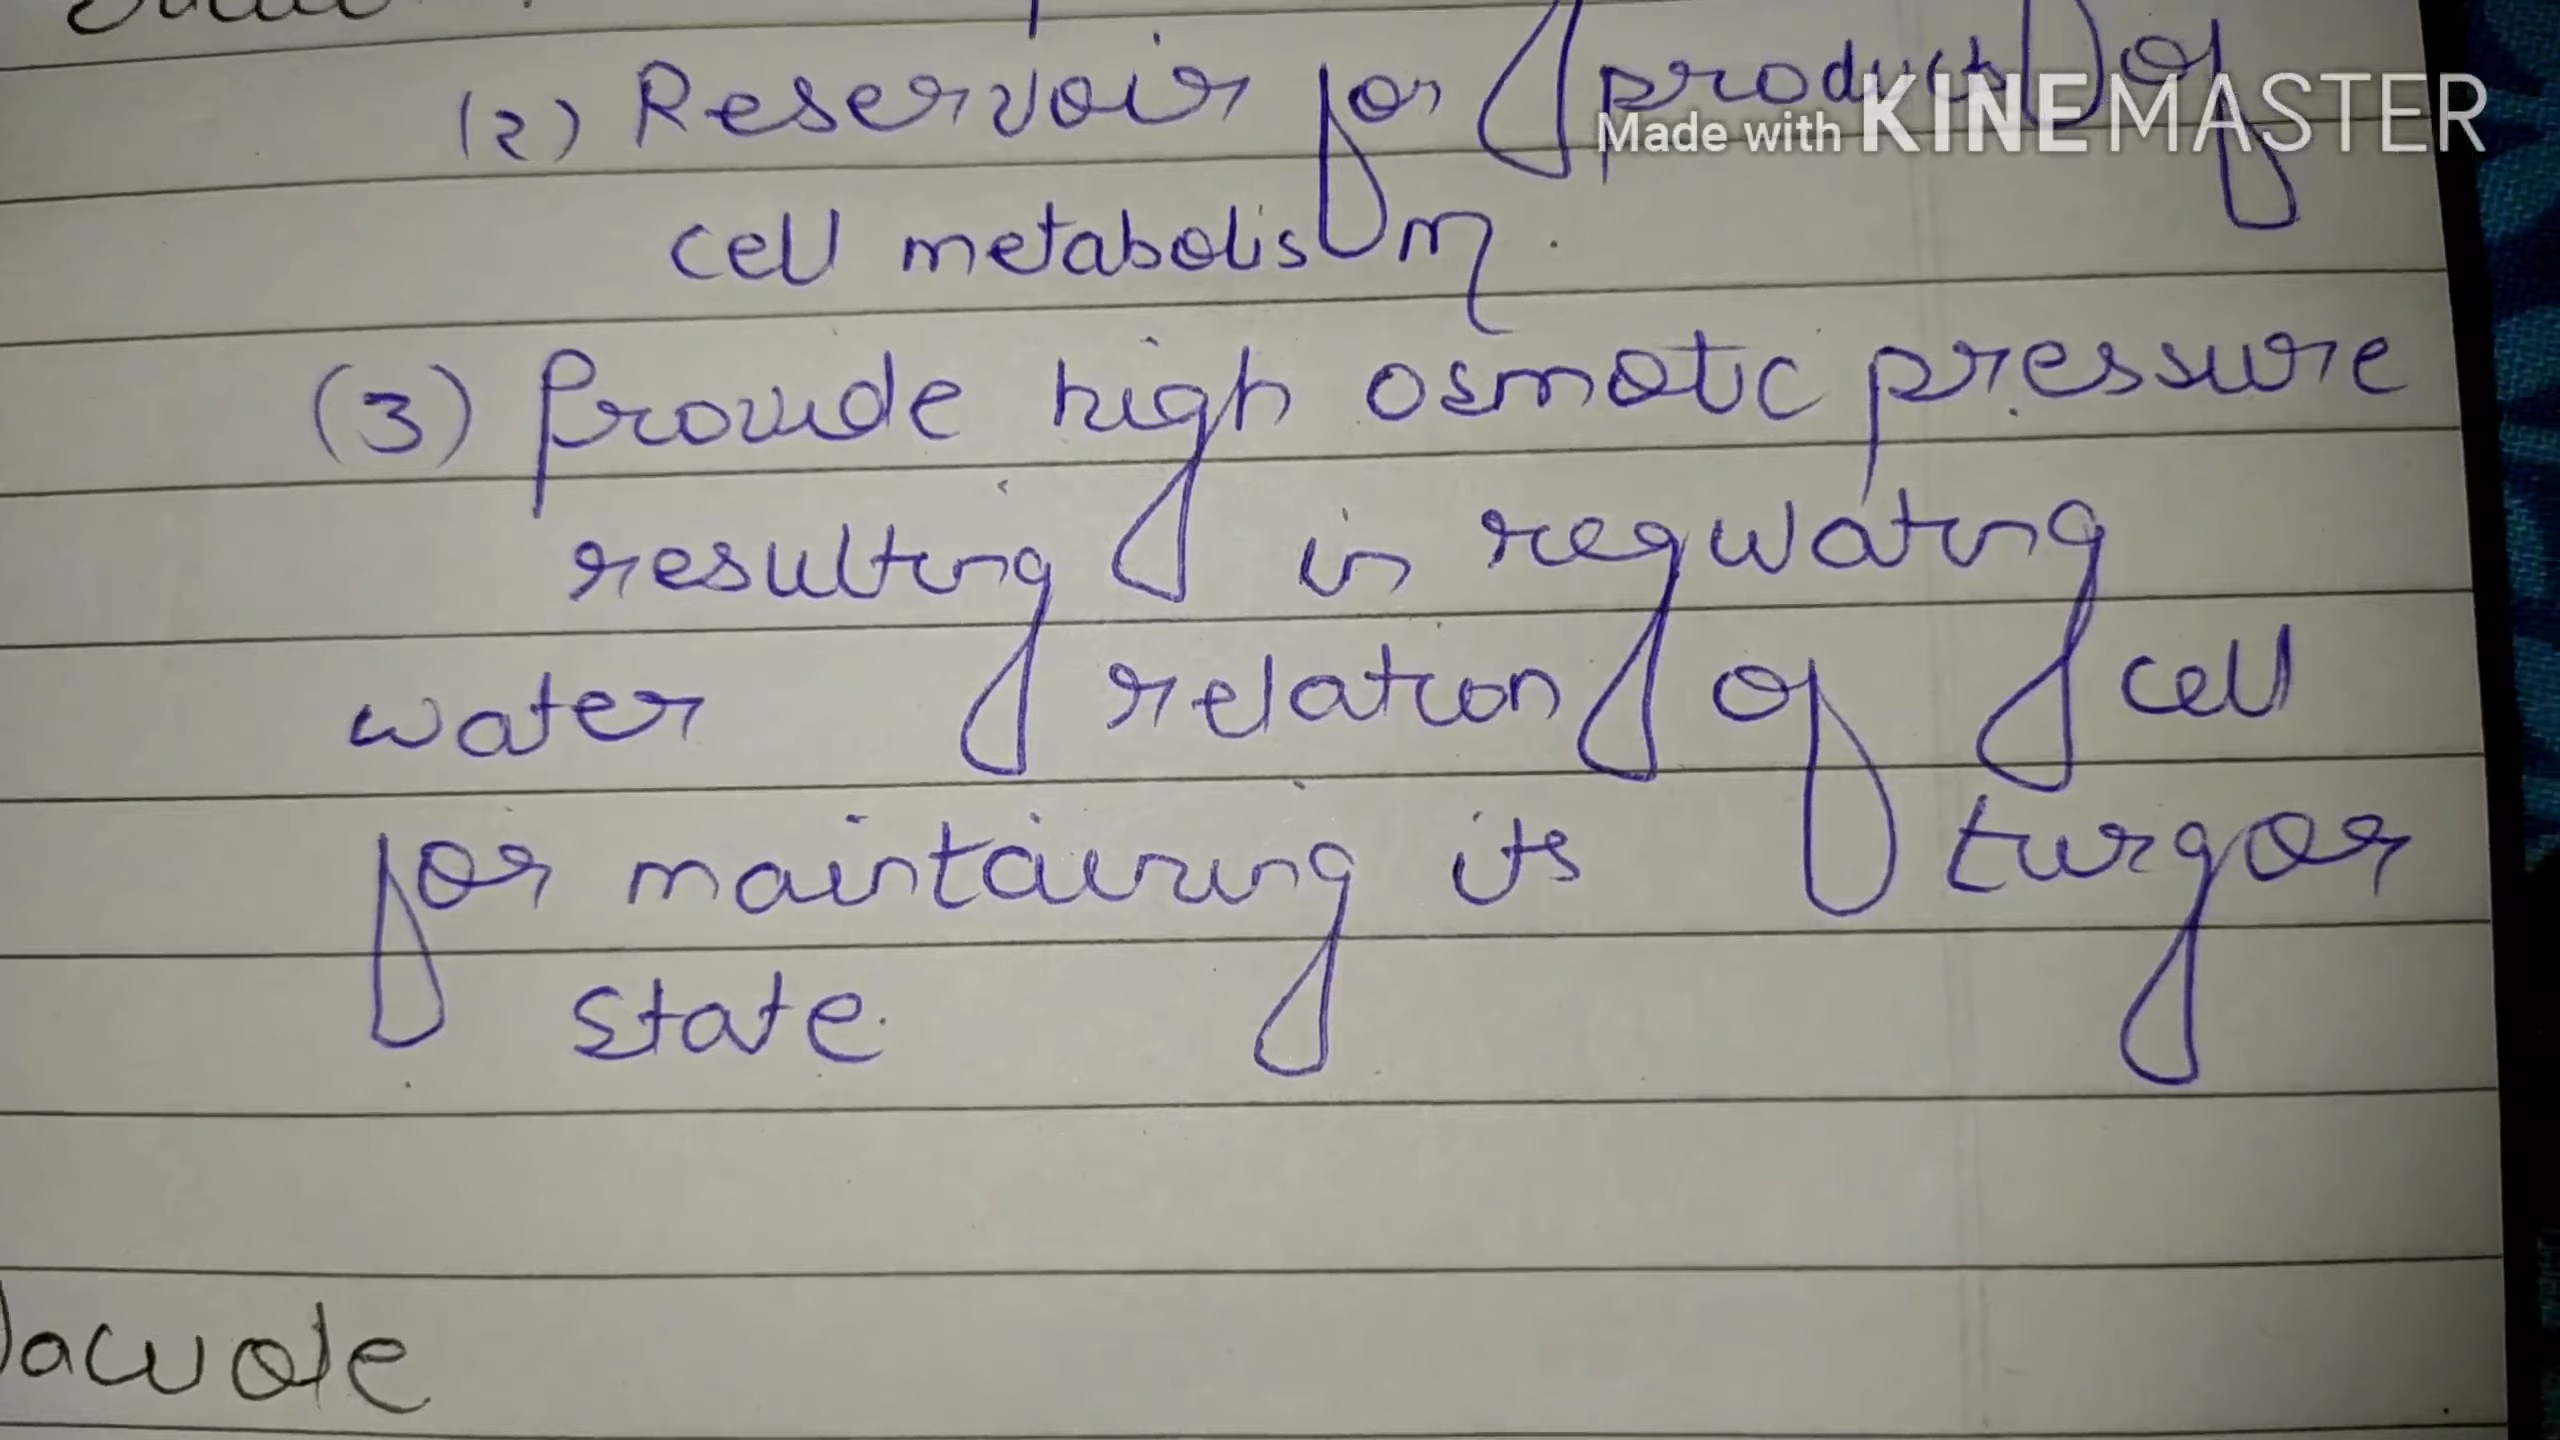 (2) Reservoir for products of
Made with KINEMASTER
cell metabolism.
(3) Provide high osmotic pressure
resulting in regulating
water relation of cell
for maintaining its turgor
state.
Vacuole